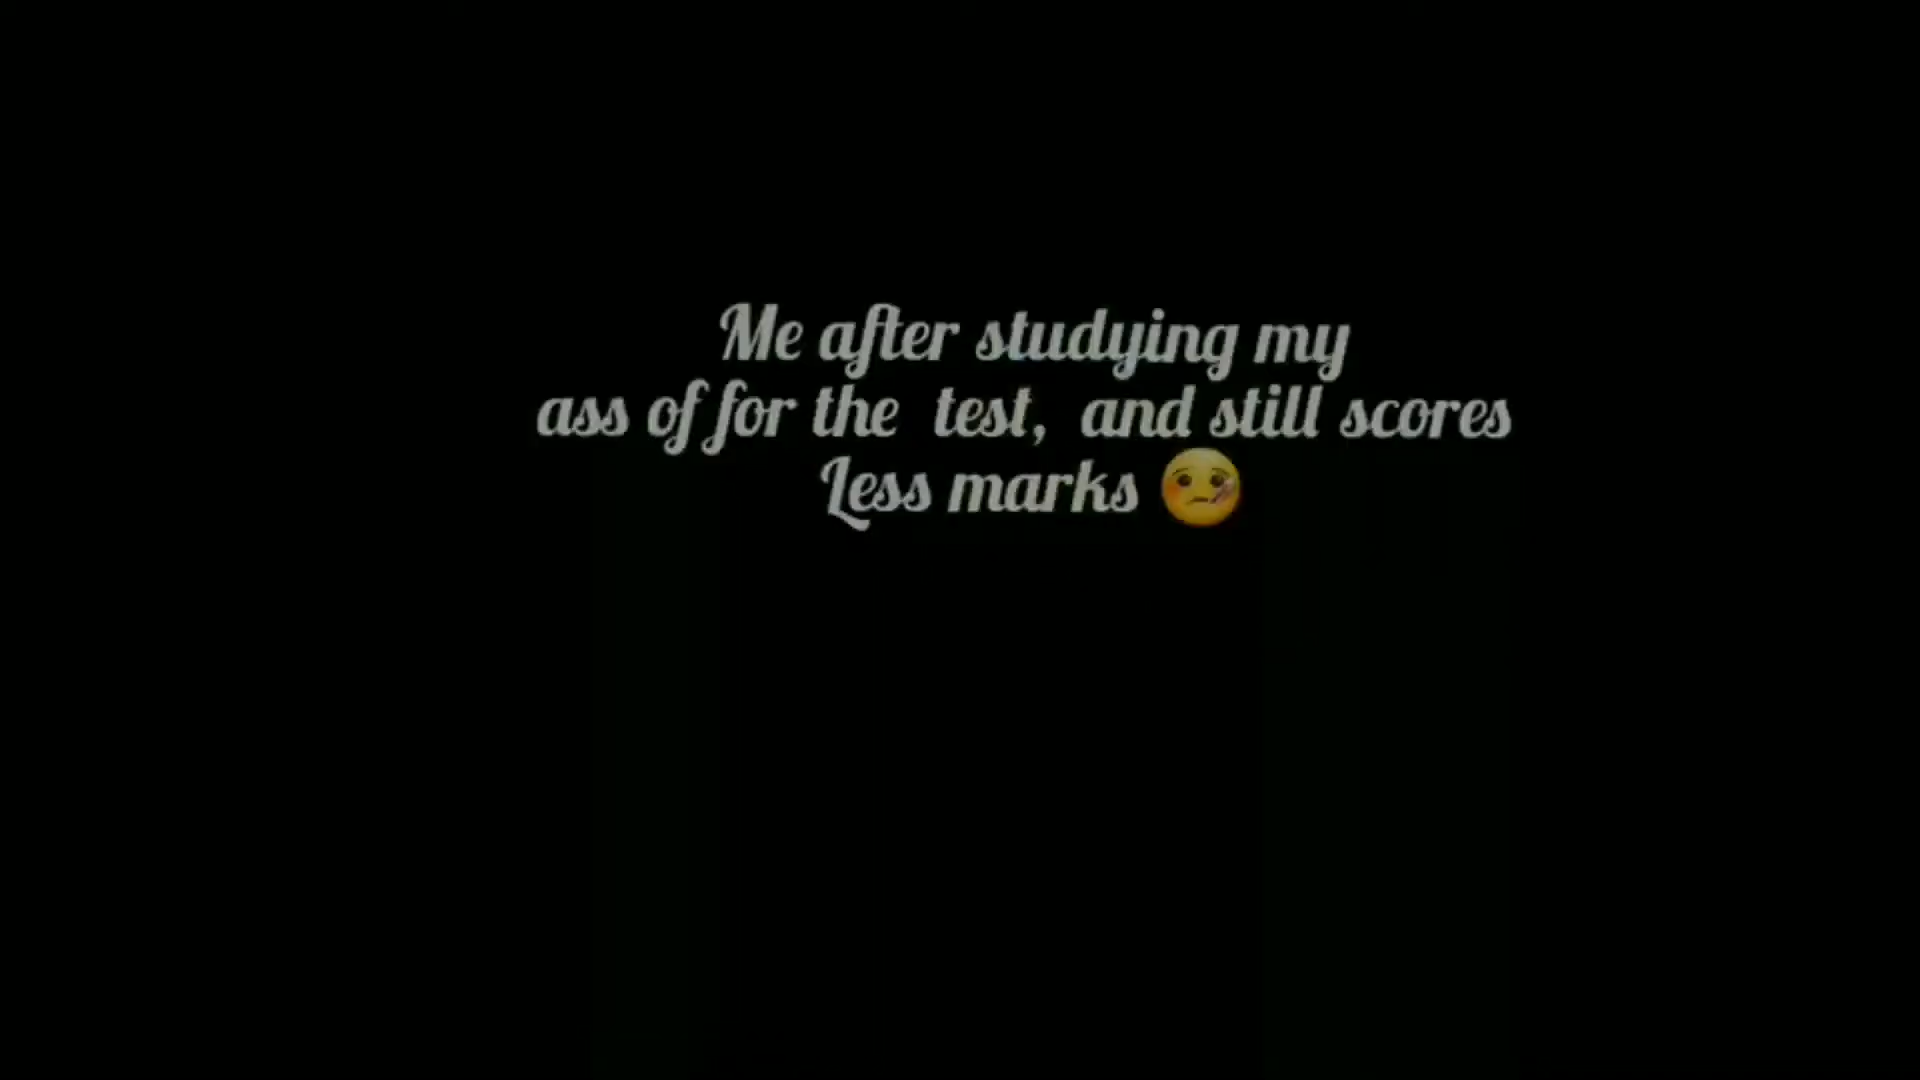 Me after studying my
ass of for the test, and still scores
Less marks 🤒